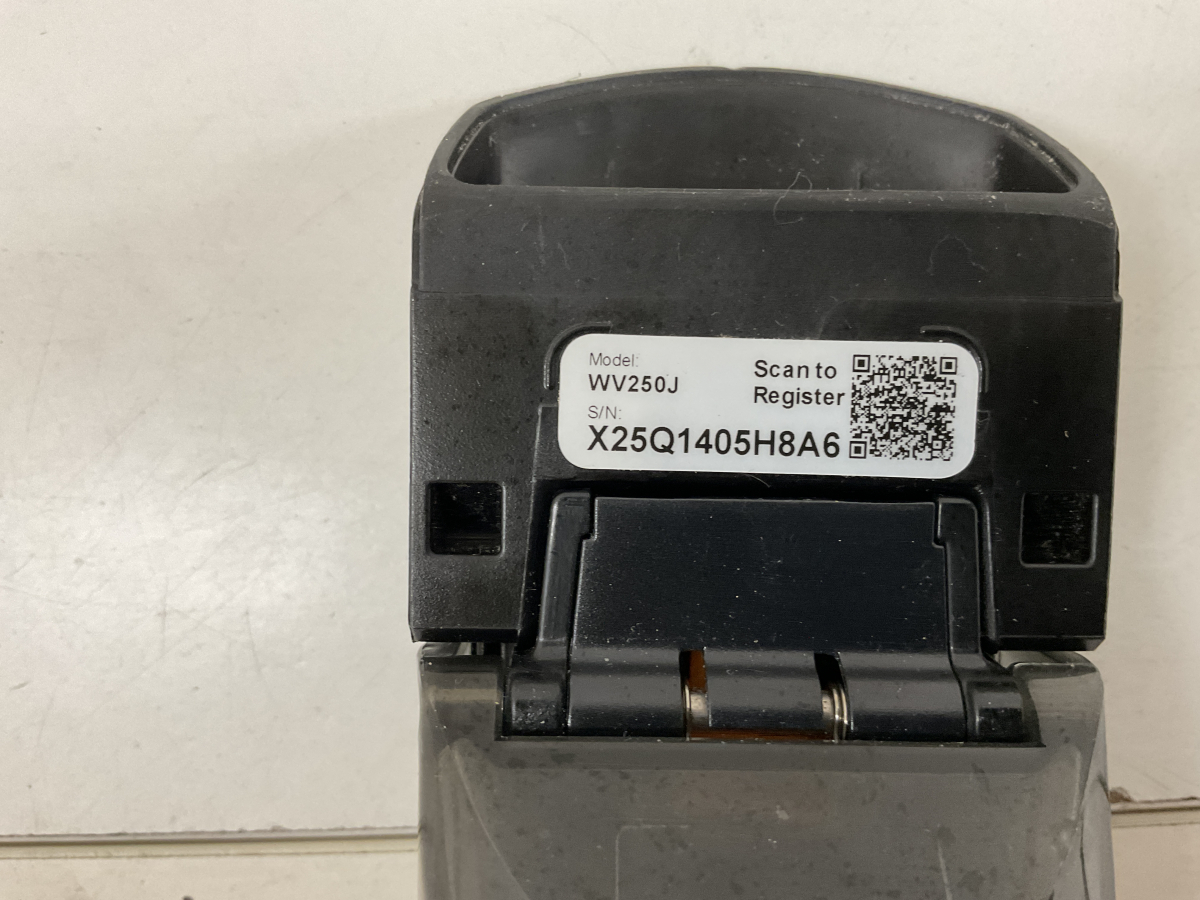 Model:
WV250J
Scan to
Register
S/N:
X25Q1405H8A6